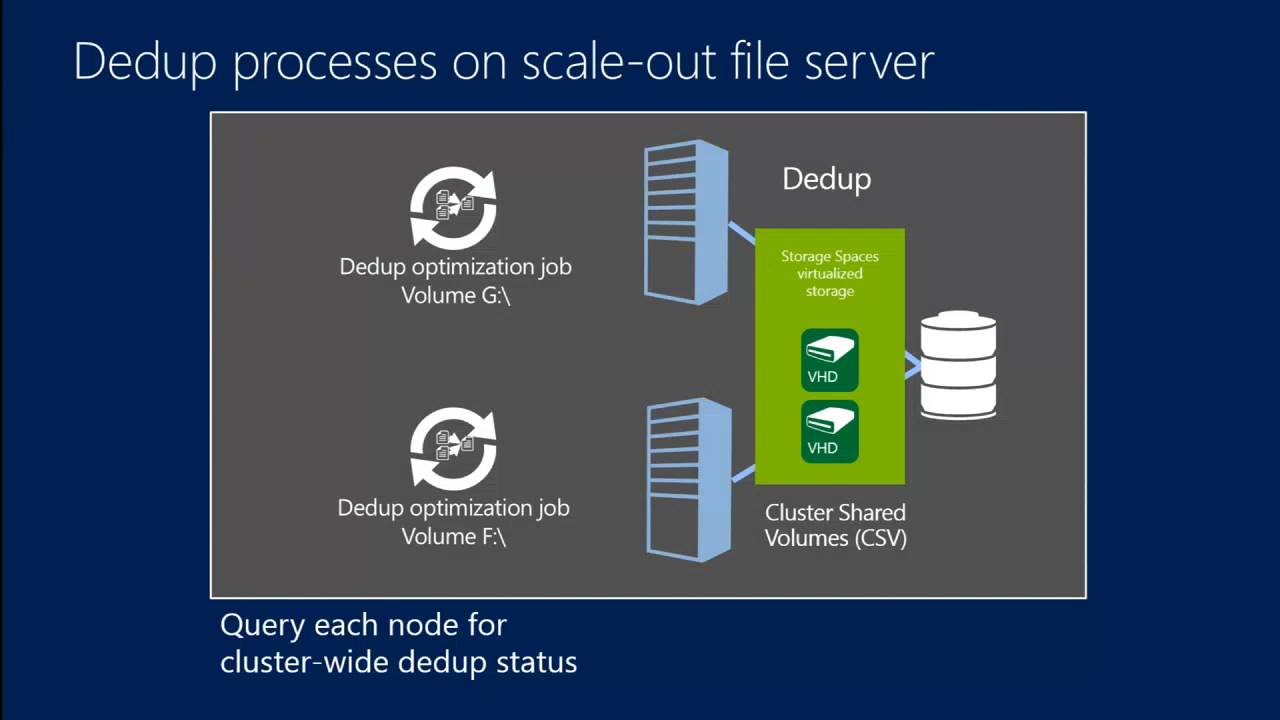 Dedup processes on scale-out file server
Dedup optimization job
Volume G:\
Dedup
Storage Spaces
virtualized
storage
VHD
VHD
Dedup optimization job
Volume F:\
Cluster Shared
Volumes (CSV)
Query each node for
cluster-wide dedup status